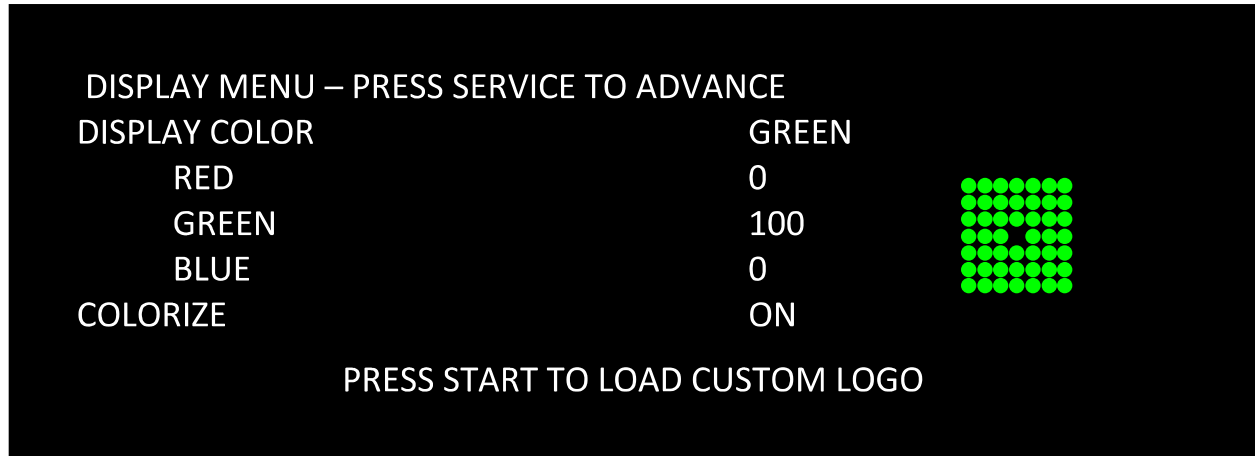 DISPLAY MENU – PRESS SERVICE TO ADVANCE
DISPLAY COLOR GREEN
RED 0
GREEN 100
BLUE 0
COLORIZE ON
PRESS START TO LOAD CUSTOM LOGO